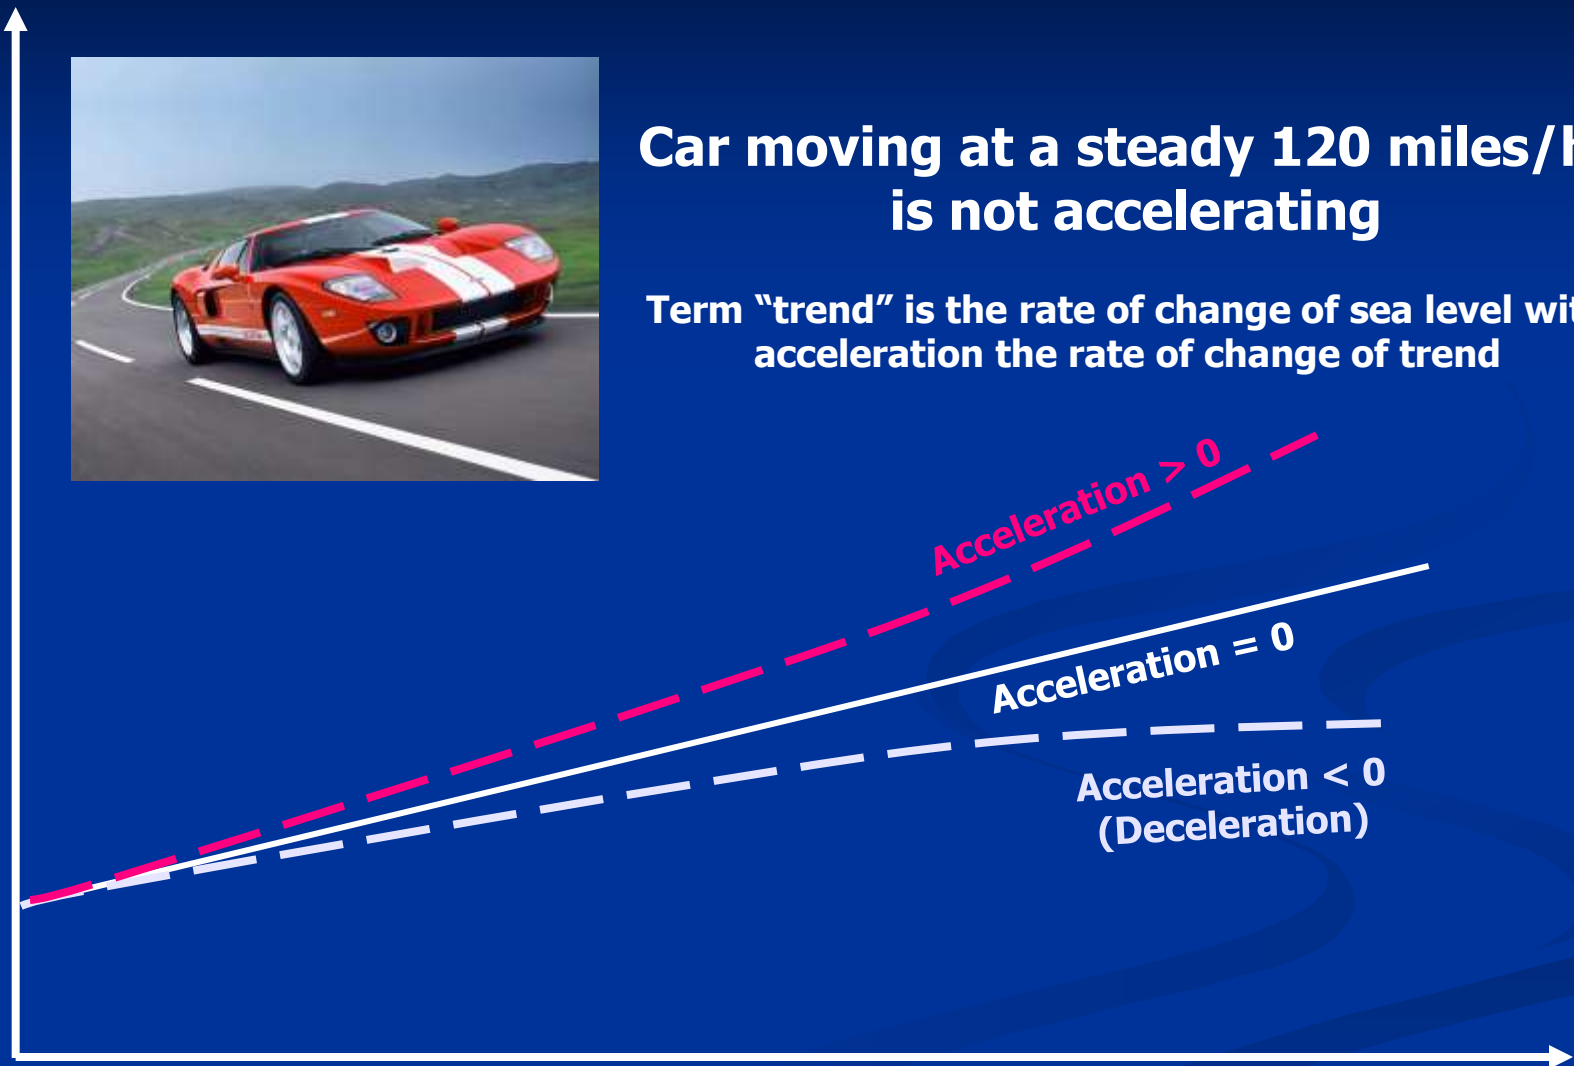 Car moving at a steady 120 miles/h
is not accelerating
Term “trend” is the rate of change of sea level wit
acceleration the rate of change of trend
Acceleration > 0
Acceleration = 0
Acceleration < 0
(Deceleration)